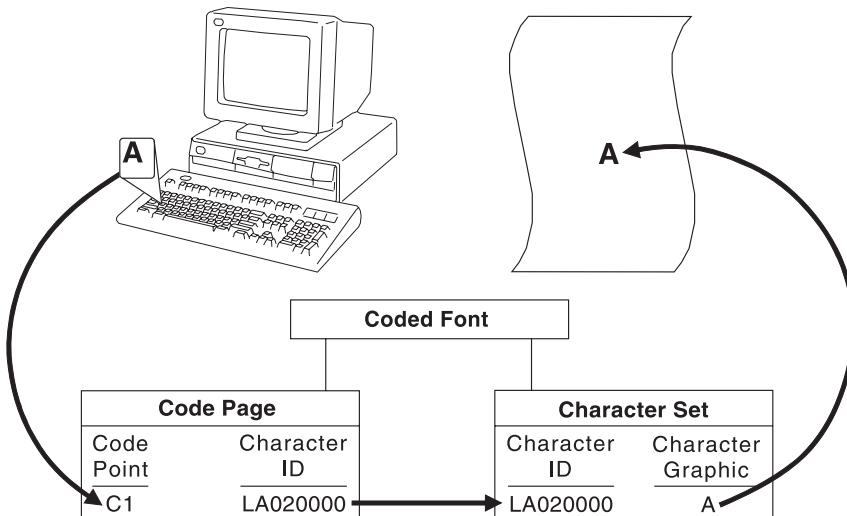 A
A
Coded Font
Code Page
Code Character
Point ID
C1 LA020000
Character Set
Character Character
ID Graphic
LA020000 A